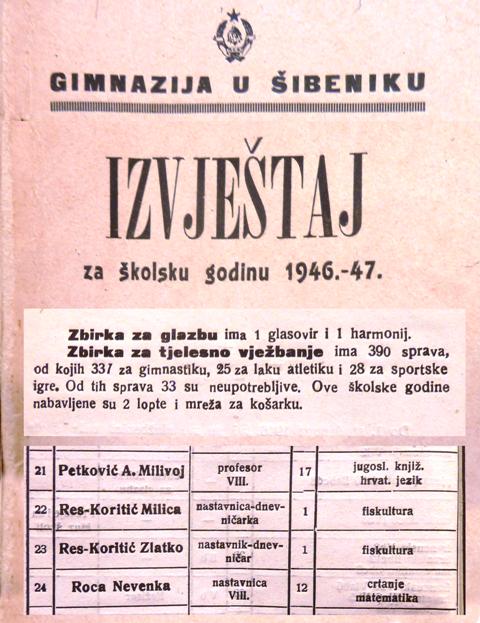 GIMNAZIJA U ŠIBENIKU
IZVJEŠTAJ
za školsku godinu 1946.-47.
Zbirka za glazbu ima 1 glasovir i 1 harmonij.
Zbirka za tjelesno vježbanje ima 390 sprava,
od kojih 337 za gimnastiku, 25 za laku atletiku i 28 za sportske
igre. Od tih sprava 33 su neupotrebljive. Ove školske godine
nabavljene su 2 lopte i mreža za košarku.
21 Petković A. Milivoj profesor VIII. 17 jugosl. knjiž. hrvat. jezik
22 Res-Koritić Milica nastavnica-dnev-ničarka 1 fiskultura
23 Res-Koritić Zlatko nastavnik-dnev-ničar 1 fiskultura
24 Roca Nevenka nastavnica VIII. 12 crtanje matematika